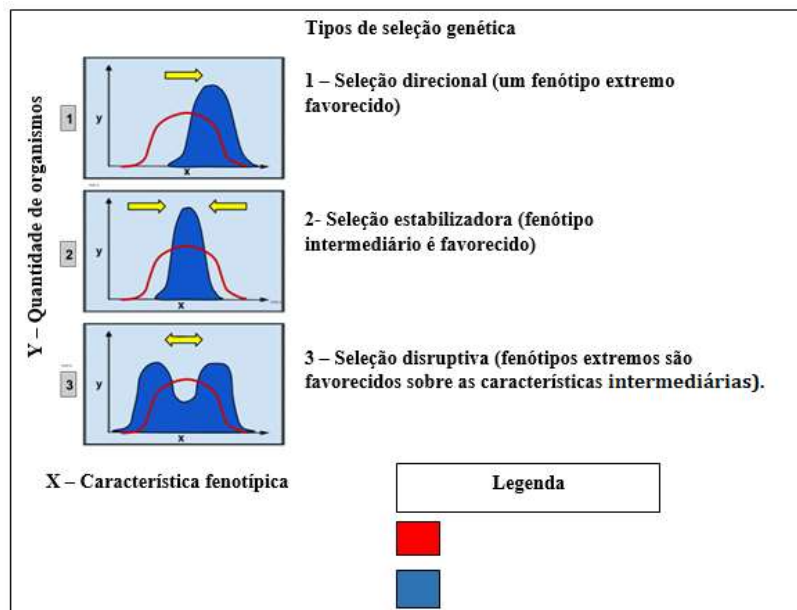 Tipos de seleção genética
Y – Quantidade de organismos
1
y
x
1 – Seleção direcional (um fenótipo extremo
favorecido)
2
y
x
2- Seleção estabilizadora (fenótipo
intermediário é favorecido)
3
y
x
3 – Seleção disruptiva (fenótipos extremos são
favorecidos sobre as características intermediárias).
X – Característica fenotípica
Legenda